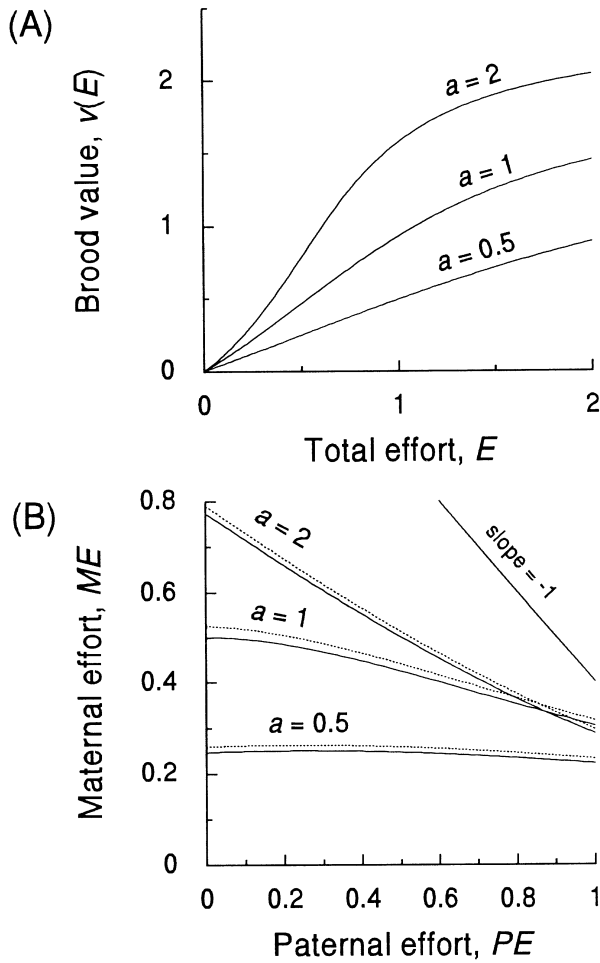 (A)
Brood value, v(E)
2
1
0
a = 2
a = 1
a = 0.5
0
1
2
Total effort, E
(B)
Maternal effort, ME
0.8
0.6
0.4
0.2
0
a = 2
a = 1
a = 0.5
slope = -1
0
0.2
0.4
0.6
0.8
1
Paternal effort, PE